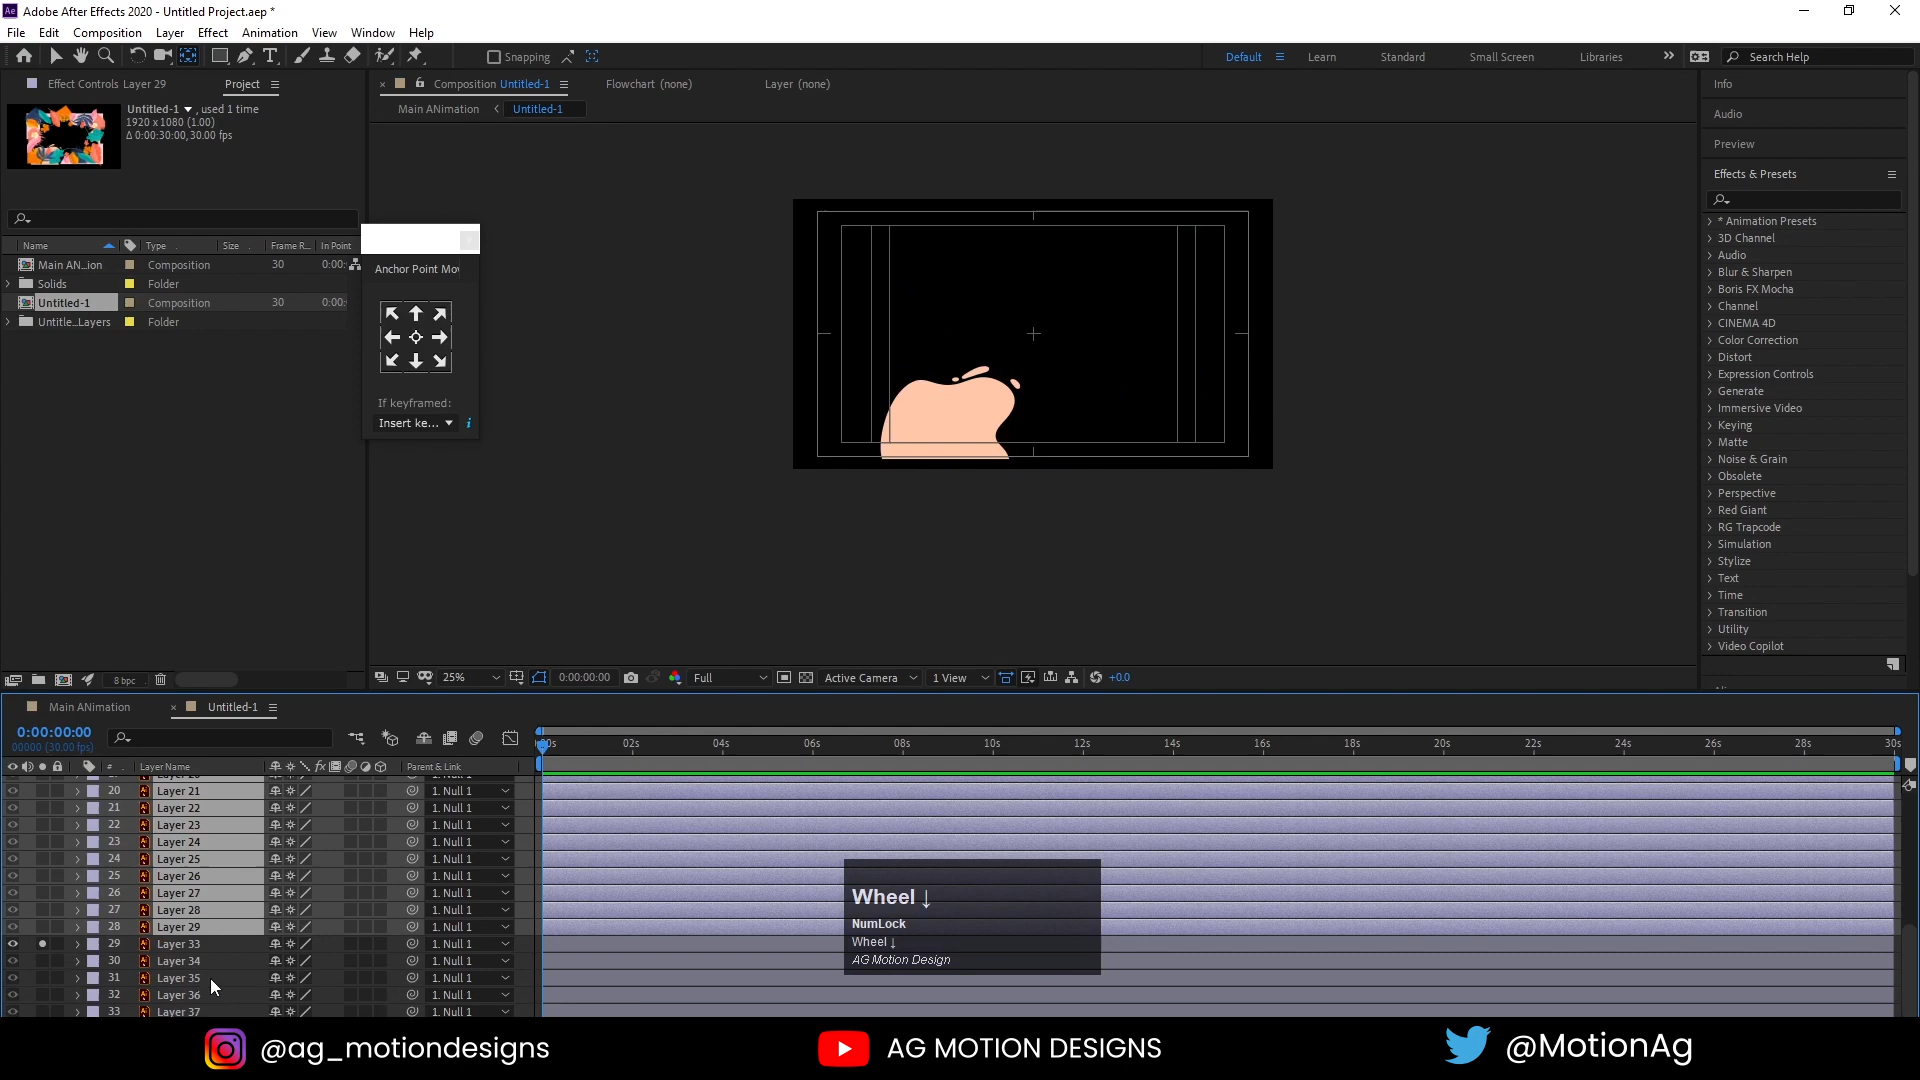 Adobe After Effects 2020 - Untitled Project.aep *
File Edit Composition Layer Effect Animation View Window Help
Snapping
Default Learn Standard Small Screen Libraries Search Help
Effect Controls Layer 29 Project
Composition Untitled-1 Flowchart (none) Layer (none)
Main ANimation Untitled-1
Untitled-1 , used 1 time
1920 x 1080 (1.00)
Δ 0:00:30:00, 30.00 fps
Name Type Size Frame R... In Point
Main AN...ion Composition 30 0:00:
Solids Folder
Untitled-1 Composition 30 0:00:
Untitle...Layers Folder
Anchor Point Mov
If keyframed:
Insert ke...
8 bpc
25% 0:00:00:00 Full Active Camera 1 View +0.0
Info
Audio
Preview
Effects & Presets
* Animation Presets
3D Channel
Audio
Blur & Sharpen
Boris FX Mocha
Channel
CINEMA 4D
Color Correction
Distort
Expression Controls
Generate
Immersive Video
Keying
Matte
Noise & Grain
Obsolete
Perspective
Red Giant
RG Trapcode
Simulation
Stylize
Text
Time
Transition
Utility
Video Copilot
Main ANimation Untitled-1
0:00:00:00
00000 (30.00 fps)
02s 04s 06s 08s 10s 12s 14s 16s 18s 20s 22s 24s 26s 28s 30s
# Layer Name Parent & Link
20 Layer 21 1. Null 1
21 Layer 22 1. Null 1
22 Layer 23 1. Null 1
23 Layer 24 1. Null 1
24 Layer 25 1. Null 1
25 Layer 26 1. Null 1
26 Layer 27 1. Null 1
27 Layer 28 1. Null 1
28 Layer 29 1. Null 1
29 Layer 33 1. Null 1
30 Layer 34 1. Null 1
31 Layer 35 1. Null 1
32 Layer 36 1. Null 1
33 Layer 37 1. Null 1
Wheel ↓
NumLock
Wheel ↓
AG Motion Design
@ag_motiondesigns AG MOTION DESIGNS @MotionAg